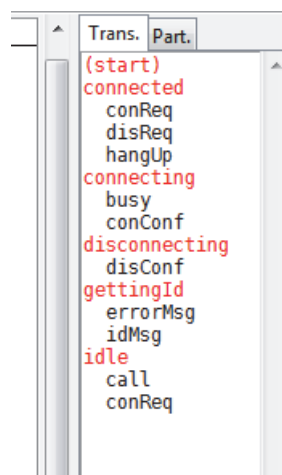 Trans. Part.
(start)
connected
conReq
disReq
hangUp
connecting
busy
conConf
disconnecting
disConf
gettingId
errorMsg
idMsg
idle
call
conReq